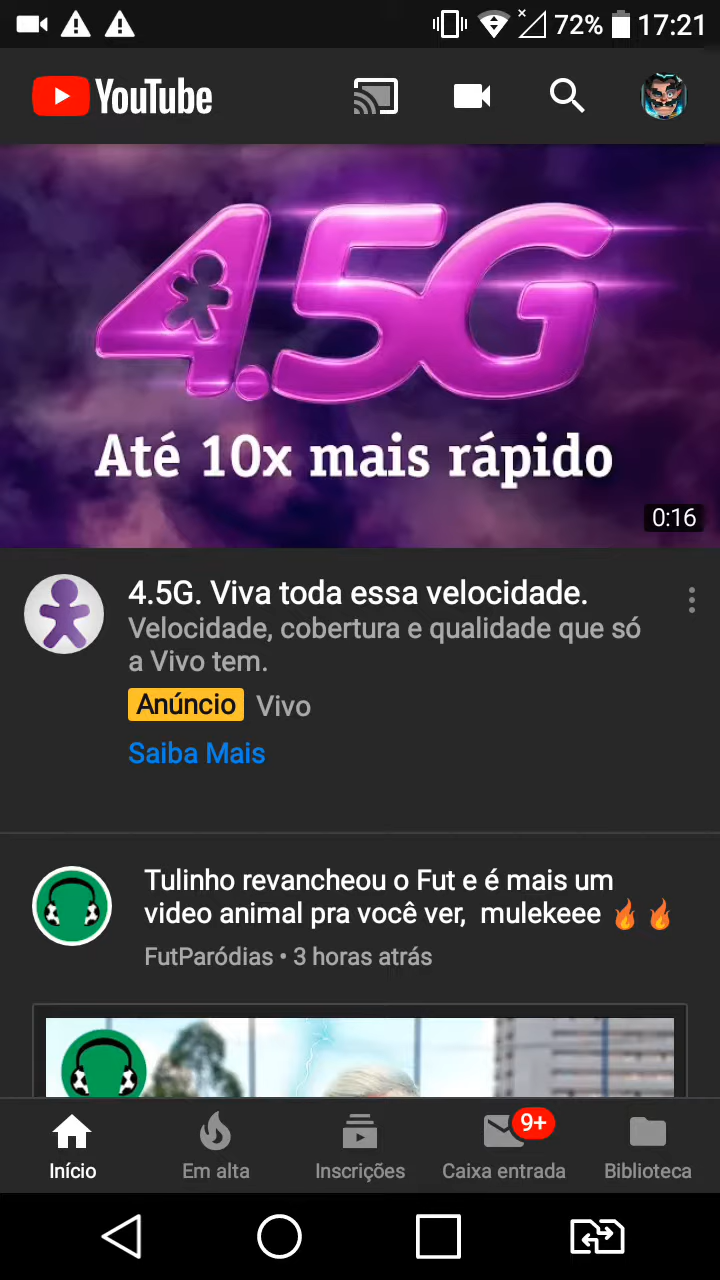 72% 17:21
YouTube
4.5G
Até 10x mais rápido
0:16
4.5G. Viva toda essa velocidade.
Velocidade, cobertura e qualidade que só
a Vivo tem.
Anúncio Vivo
Saiba Mais
Tulinho revancheou o Fut e é mais um
video animal pra você ver, mulekeee 🔥 🔥
FutParódias • 3 horas atrás
9+
Início Em alta Inscrições Caixa entrada Biblioteca